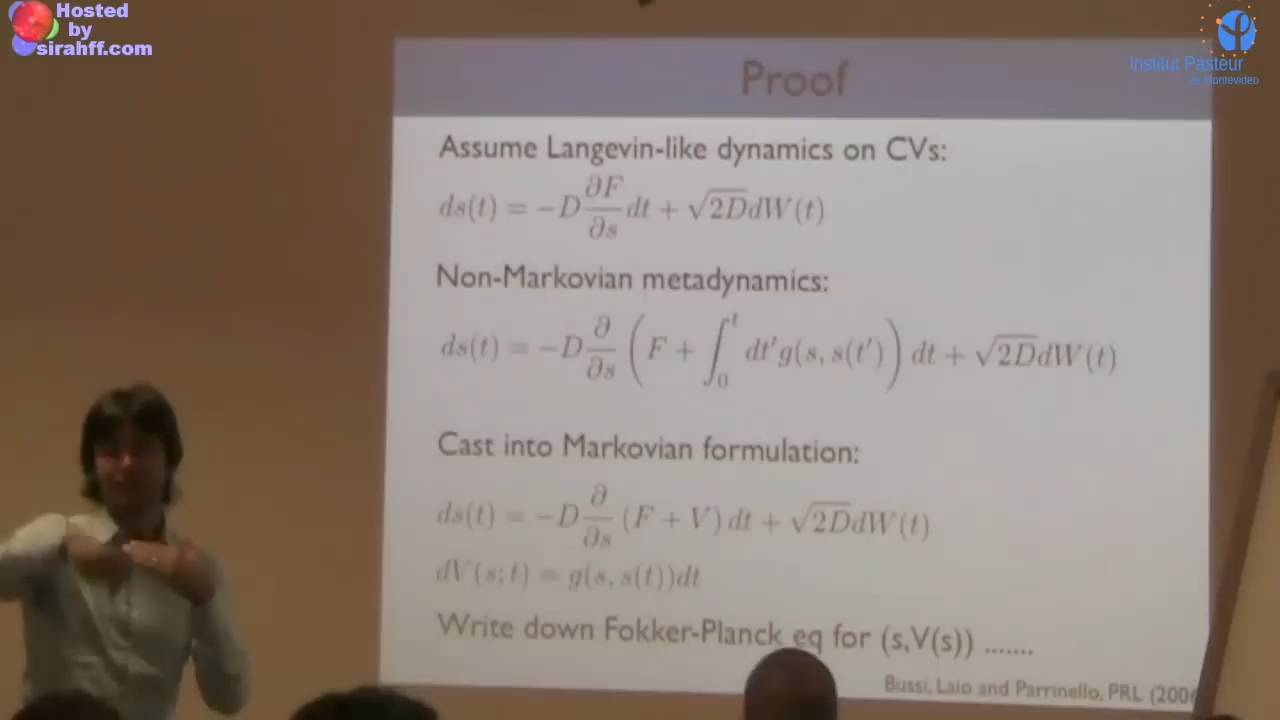 Hosted
by
sirahff.com
Institut Pasteur
de Montevideo
Proof
Assume Langevin-like dynamics on CVs:
ds(t) = −D ∂F/∂s dt + √2D dW(t)
Non-Markovian metadynamics:
ds(t) = −D ∂/∂s (F + ∫₀ᵗ dt′g(s, s(t′))) dt + √2D dW(t)
Cast into Markovian formulation:
ds(t) = −D ∂/∂s (F + V) dt + √2D dW(t)
dV(s; t) = g(s, s(t))dt
Write down Fokker-Planck eq for (s,V(s)) .......
Bussi, Laio and Parrinello, PRL (200